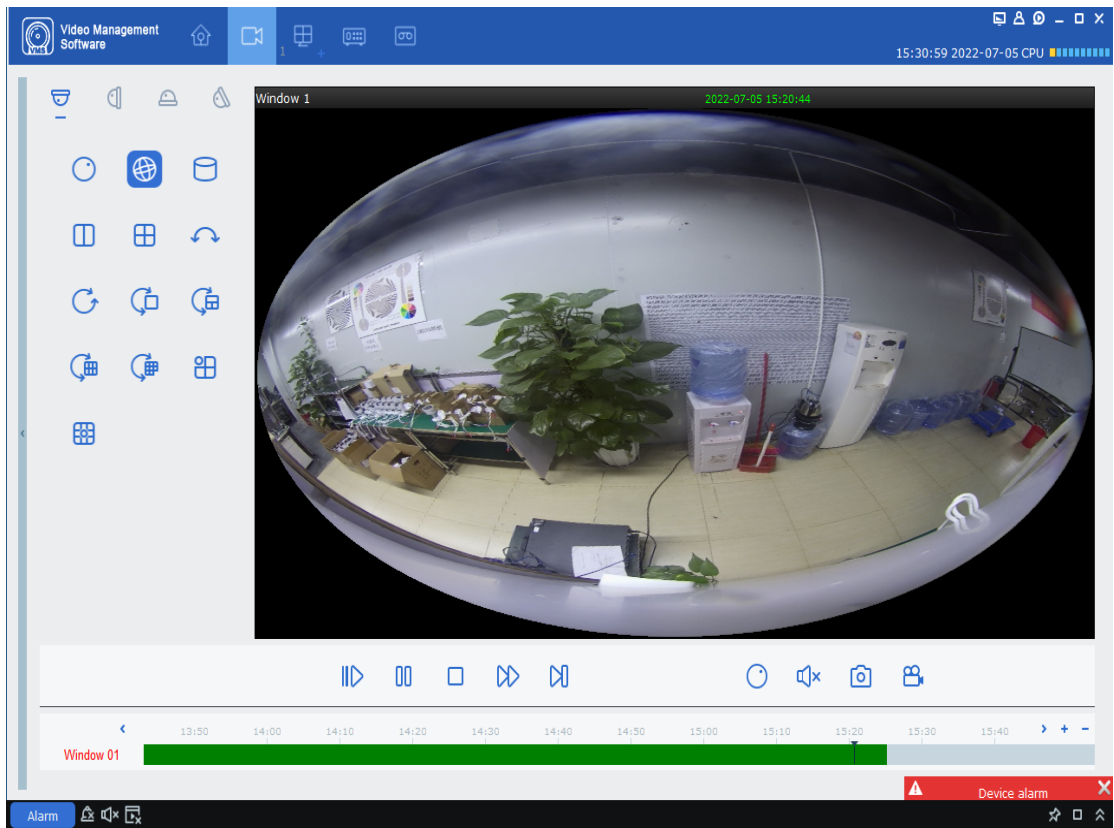 Video Management
Software
VMS
1
15:30:59 2022-07-05 CPU
Window 1
2022-07-05 15:20:44
13:50 14:00 14:10 14:20 14:30 14:40 14:50 15:00 15:10 15:20 15:30 15:40
Window 01
Device alarm
Alarm